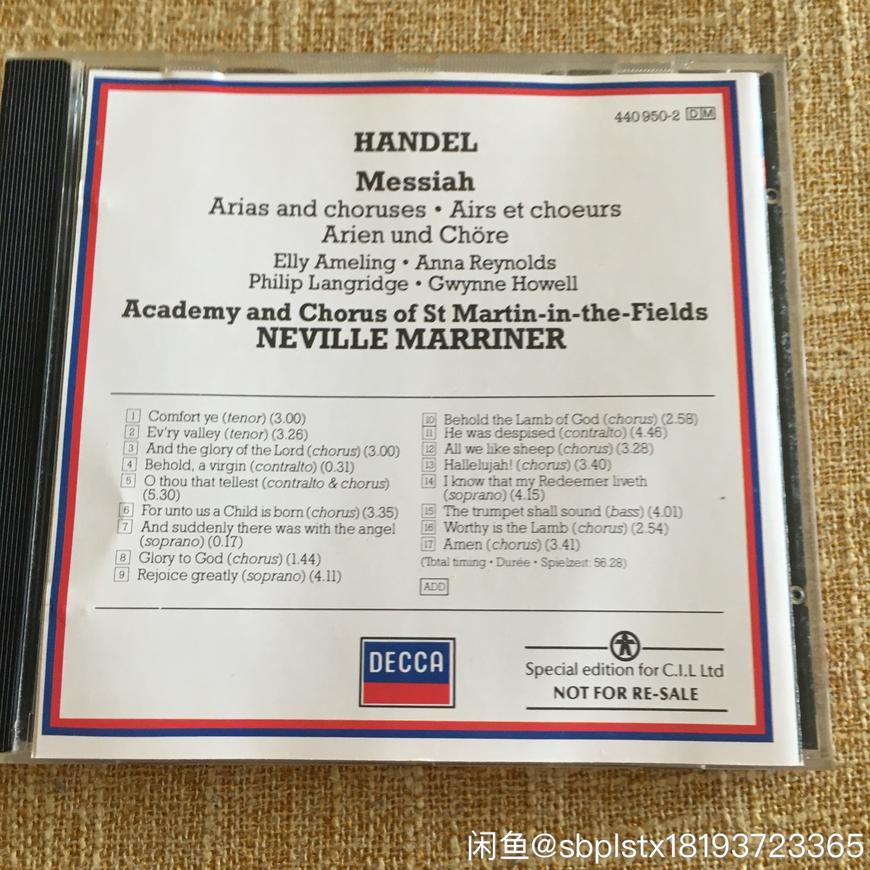 440 950-2 DM
HANDEL
Messiah
Arias and choruses • Airs et choeurs
Arien und Chöre
Elly Ameling • Anna Reynolds
Philip Langridge • Gwynne Howell
Academy and Chorus of St Martin-in-the-Fields
NEVILLE MARRINER
1 Comfort ye (tenor) (3.00)
2 Ev'ry valley (tenor) (3.26)
3 And the glory of the Lord (chorus) (3.00)
4 Behold, a virgin (contralto) (0.31)
5 O thou that tellest (contralto & chorus)
(5.30)
6 For unto us a Child is born (chorus) (3.35)
7 And suddenly there was with the angel
(soprano) (0.17)
8 Glory to God (chorus) (1.44)
9 Rejoice greatly (soprano) (4.11)
10 Behold the Lamb of God (chorus) (2.58)
11 He was despised (contralto) (4.46)
12 All we like sheep (chorus) (3.28)
13 Hallelujah! (chorus) (3.40)
14 I know that my Redeemer liveth
(soprano) (4.15)
15 The trumpet shall sound (bass) (4.01)
16 Worthy is the Lamb (chorus) (2.54)
17 Amen (chorus) (3.41)
(Total timing • Durée • Spielzeit: 56.28)
ADD
DECCA
Special edition for C.I.L Ltd
NOT FOR RE-SALE
闲鱼@sbplstx18193723365